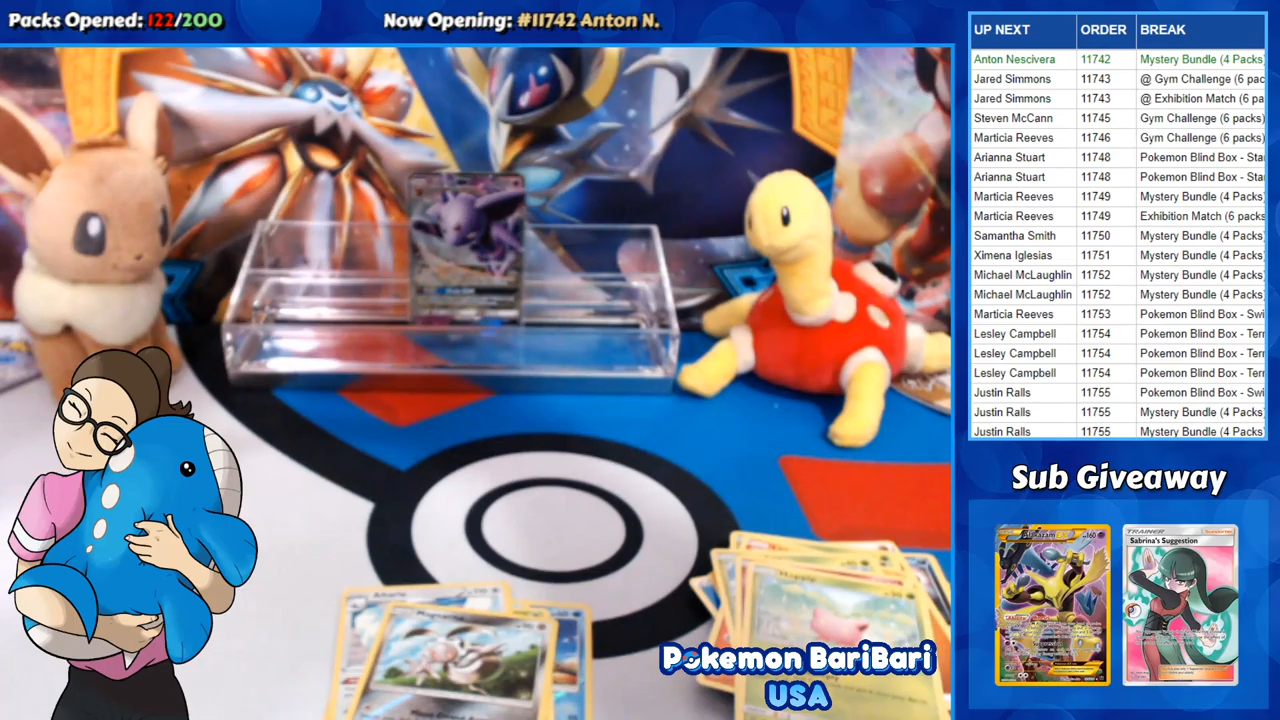 Packs Opened: 122/200
Now Opening: #11742 Anton N.
UP NEXT ORDER BREAK
Anton Nescivera 11742 Mystery Bundle (4 Packs)
Jared Simmons 11743 @ Gym Challenge (6 pac
Jared Simmons 11743 @ Exhibition Match (6 pa
Steven McCann 11745 Gym Challenge (6 packs)
Marticia Reeves 11746 Gym Challenge (6 packs)
Arianna Stuart 11748 Pokemon Blind Box - Sta
Arianna Stuart 11748 Pokemon Blind Box - Sta
Marticia Reeves 11749 Mystery Bundle (4 Packs)
Marticia Reeves 11749 Exhibition Match (6 packs
Samantha Smith 11750 Mystery Bundle (4 Packs)
Ximena Iglesias 11751 Mystery Bundle (4 Packs)
Michael McLaughlin 11752 Mystery Bundle (4 Packs)
Michael McLaughlin 11752 Mystery Bundle (4 Packs)
Marticia Reeves 11753 Pokemon Blind Box - Swi
Lesley Campbell 11754 Pokemon Blind Box - Terr
Lesley Campbell 11754 Pokemon Blind Box - Terr
Lesley Campbell 11754 Pokemon Blind Box - Terr
Justin Ralls 11755 Pokemon Blind Box - Swi
Justin Ralls 11755 Mystery Bundle (4 Packs)
Justin Ralls 11755 Mystery Bundle (4 Packs)
Sub Giveaway
Alakazam EX 160
TRAINER
Sabrina's Suggestion
Altaria
Hoppip
Pokemon BariBari
USA